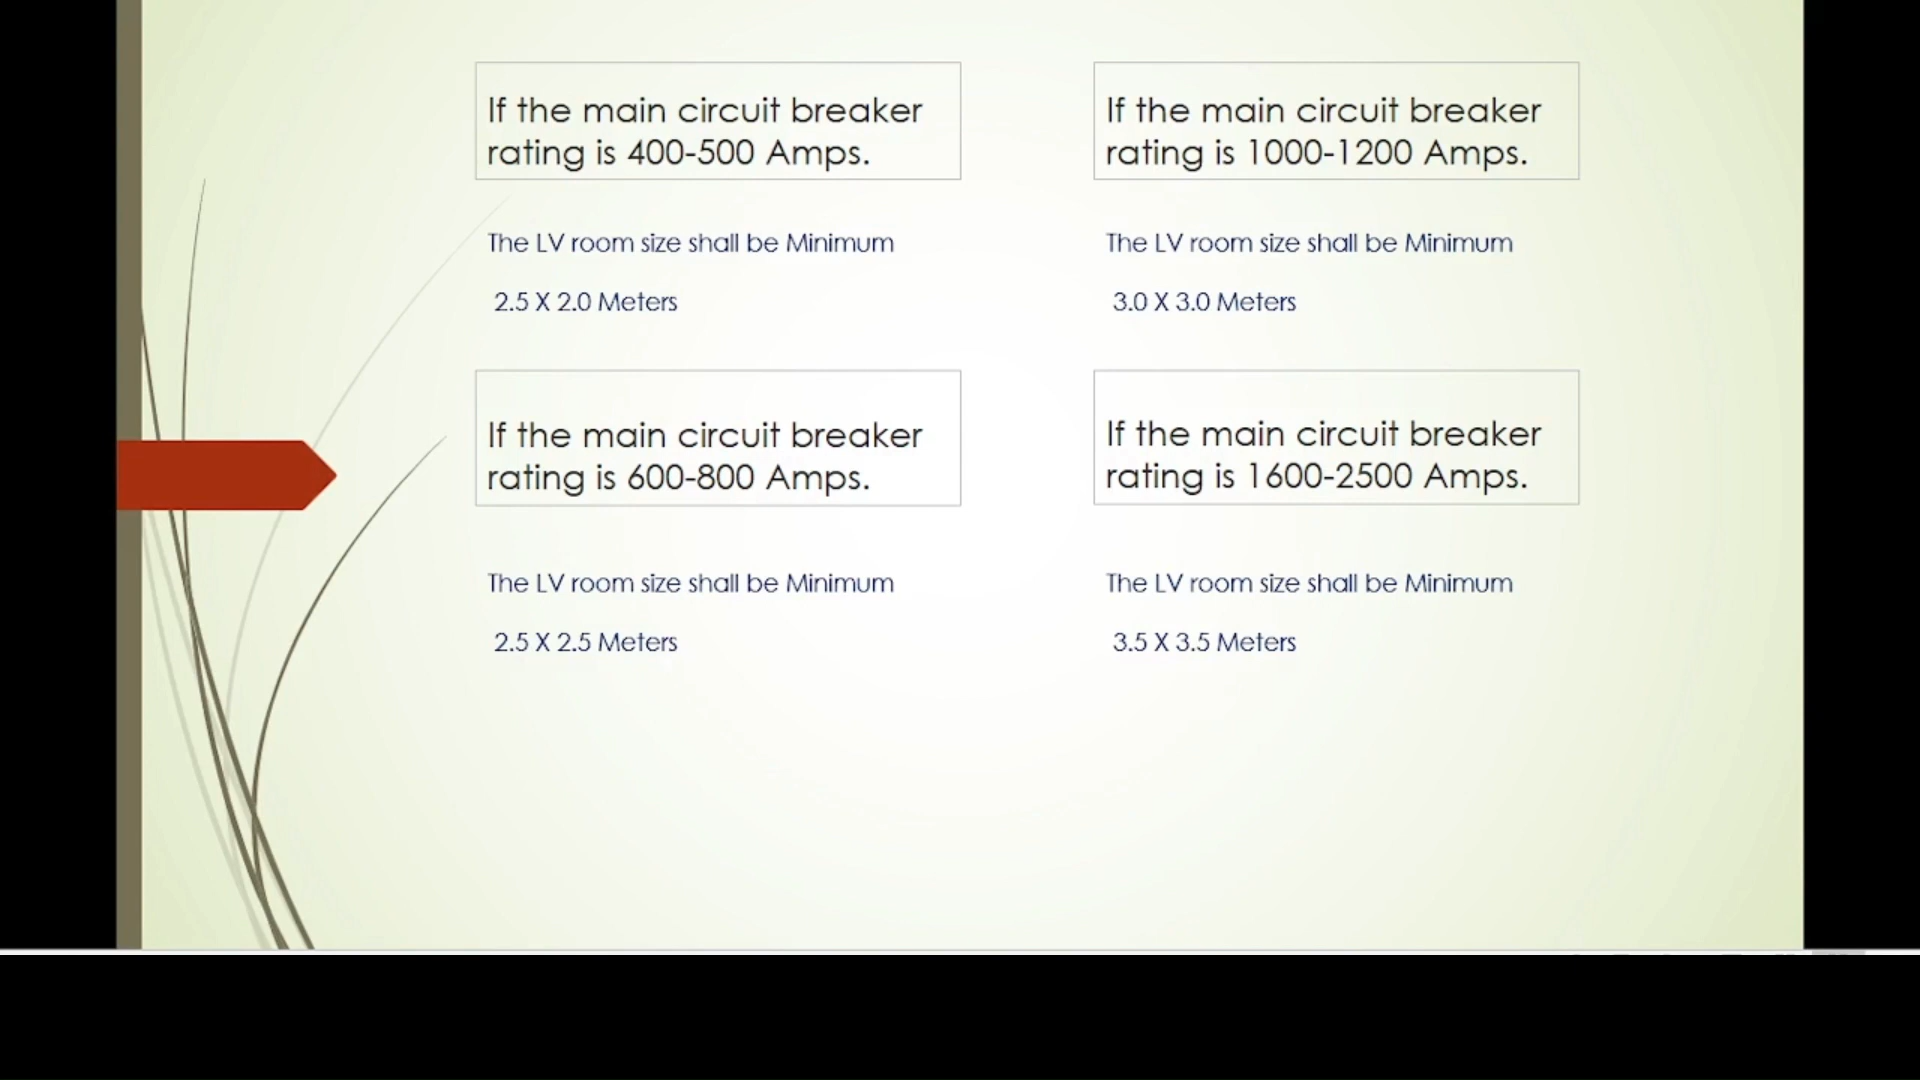 If the main circuit breaker
rating is 400-500 Amps.
The LV room size shall be Minimum
2.5 X 2.0 Meters
If the main circuit breaker
rating is 600-800 Amps.
The LV room size shall be Minimum
2.5 X 2.5 Meters
If the main circuit breaker
rating is 1000-1200 Amps.
The LV room size shall be Minimum
3.0 X 3.0 Meters
If the main circuit breaker
rating is 1600-2500 Amps.
The LV room size shall be Minimum
3.5 X 3.5 Meters